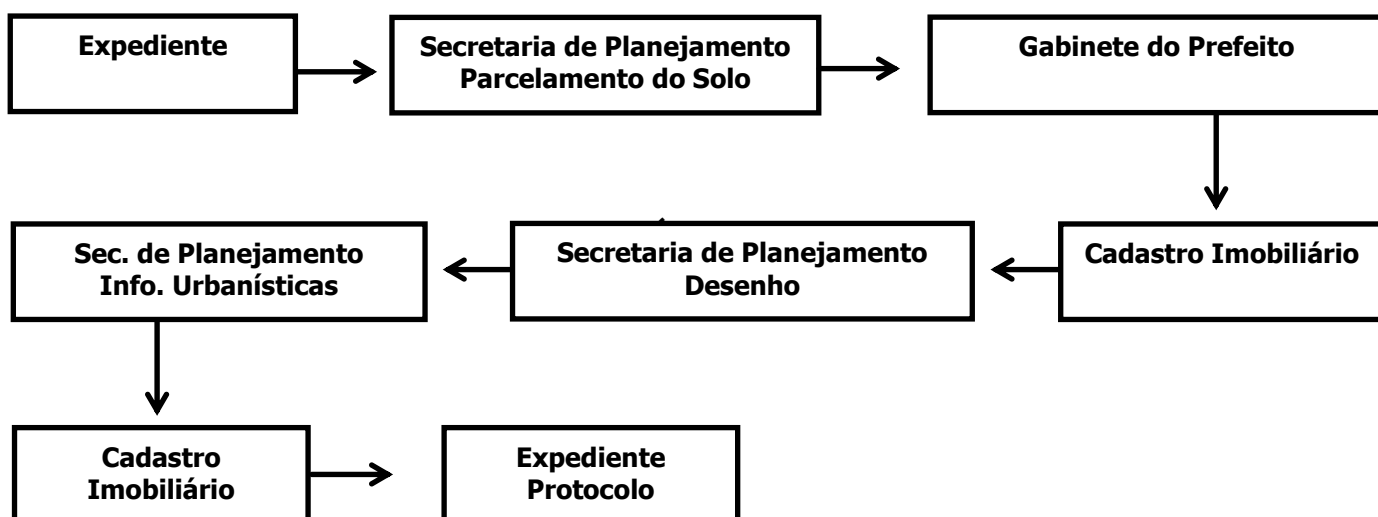 Expediente
Secretaria de Planejamento
Parcelamento do Solo
Gabinete do Prefeito
Sec. de Planejamento
Info. Urbanísticas
Secretaria de Planejamento
Desenho
Cadastro Imobiliário
Cadastro
Imobiliário
Expediente
Protocolo